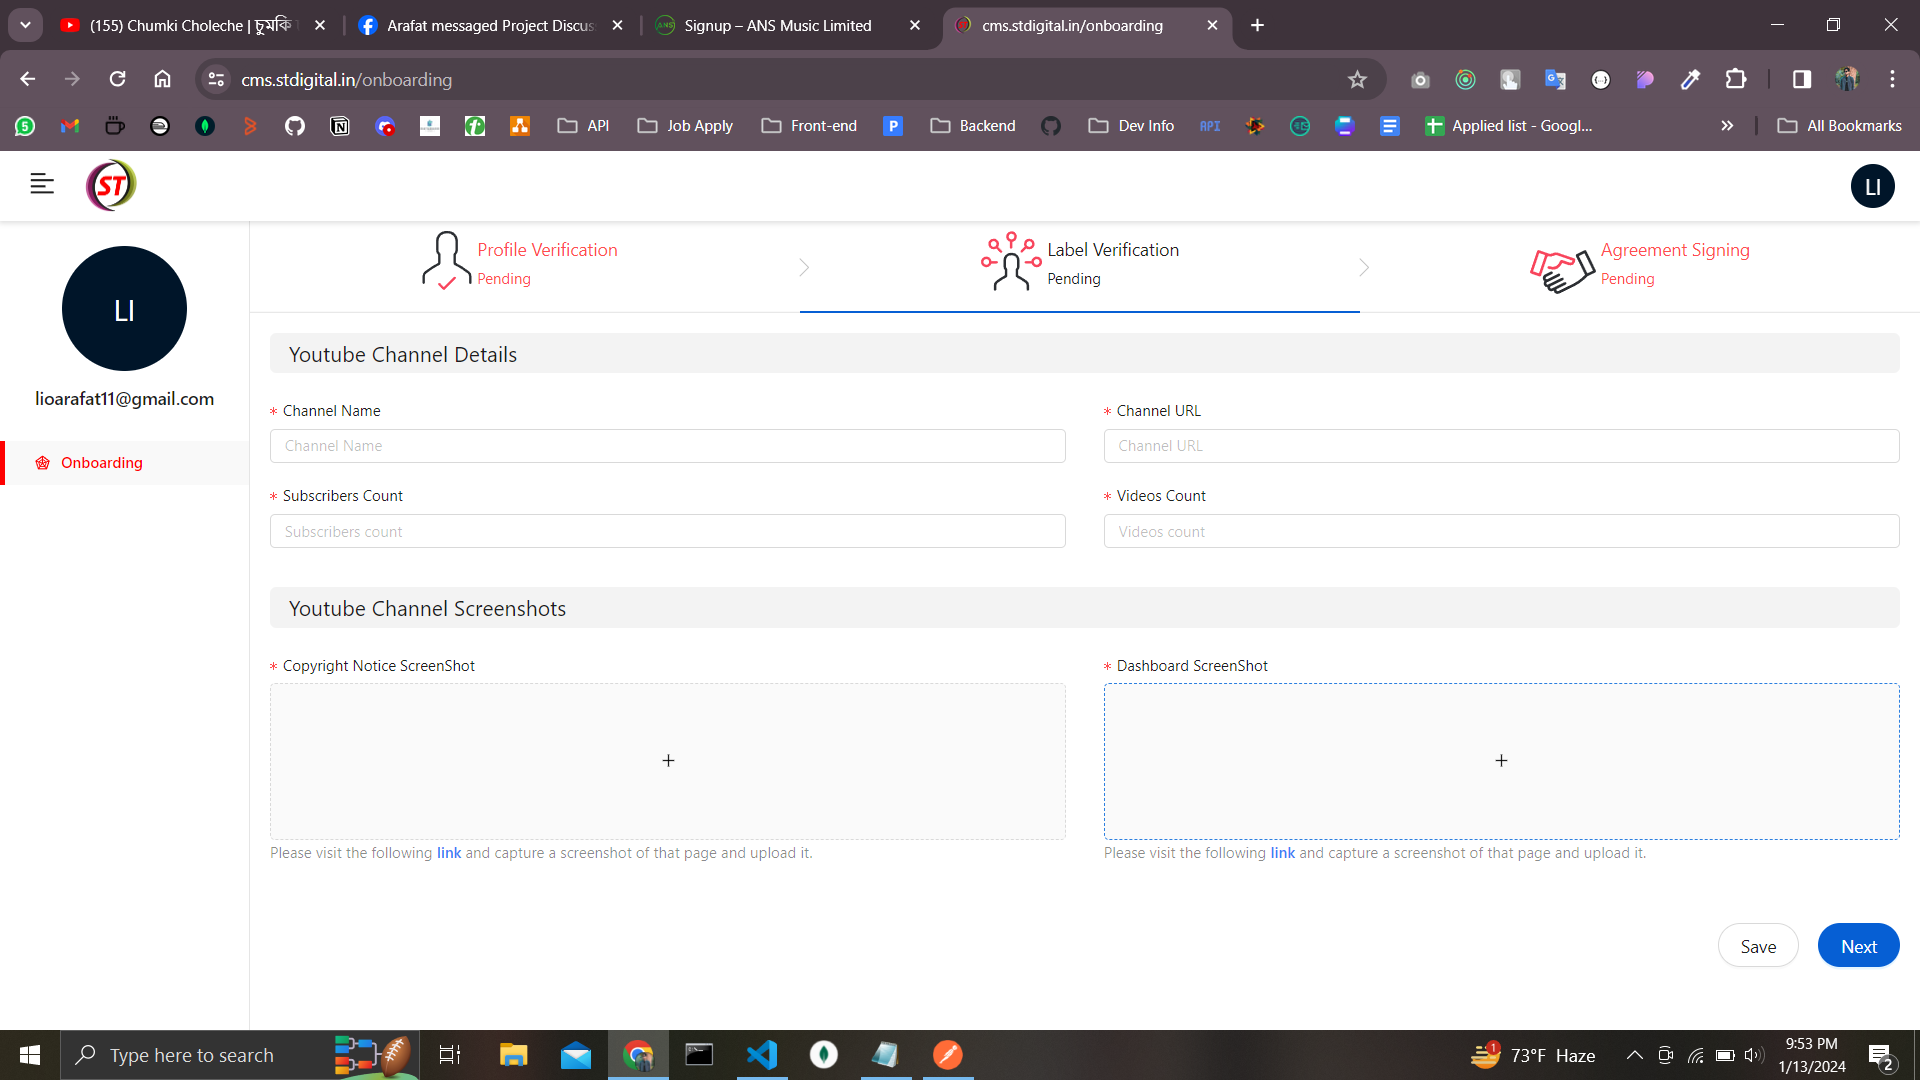 (155) Chumki Choleche | চুমকি
Arafat messaged Project Discus
Signup – ANS Music Limited
cms.stdigital.in/onboarding
cms.stdigital.in/onboarding
5
API
Job Apply
Front-end
P
Backend
Dev Info
API
Applied list - Googl...
All Bookmarks
ST
LI
LI
lioarafat11@gmail.com
Onboarding
Profile Verification
Pending
Label Verification
Pending
Agreement Signing
Pending
Youtube Channel Details
* Channel Name
Channel Name
* Channel URL
Channel URL
* Subscribers Count
Subscribers count
* Videos Count
Videos count
Youtube Channel Screenshots
* Copyright Notice ScreenShot
+
Please visit the following link and capture a screenshot of that page and upload it.
* Dashboard ScreenShot
+
Please visit the following link and capture a screenshot of that page and upload it.
Save
Next
Type here to search
1
73°F Haze
9:53 PM
1/13/2024
2